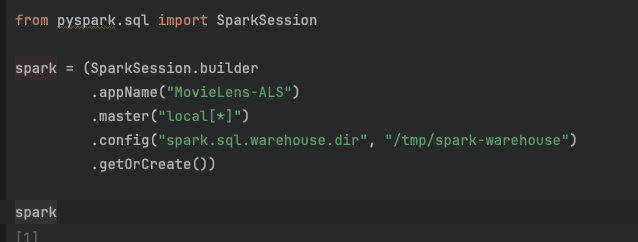 from pyspark.sql import SparkSession

spark = (SparkSession.builder
         .appName("MovieLens-ALS")
         .master("local[*]")
         .config("spark.sql.warehouse.dir", "/tmp/spark-warehouse")
         .getOrCreate())

spark
[1]